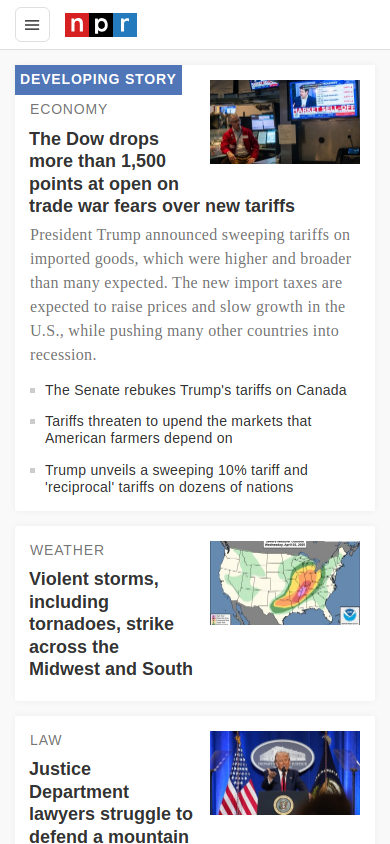 npr
DEVELOPING STORY
ECONOMY
The Dow drops
more than 1,500
points at open on
trade war fears over new tariffs
MARKET SELL-OFF
President Trump announced sweeping tariffs on
imported goods, which were higher and broader
than many expected. The new import taxes are
expected to raise prices and slow growth in the
U.S., while pushing many other countries into
recession.
The Senate rebukes Trump's tariffs on Canada
Tariffs threaten to upend the markets that
American farmers depend on
Trump unveils a sweeping 10% tariff and
'reciprocal' tariffs on dozens of nations
WEATHER
Violent storms,
including
tornadoes, strike
across the
Midwest and South
LAW
Justice
Department
lawyers struggle to
defend a mountain